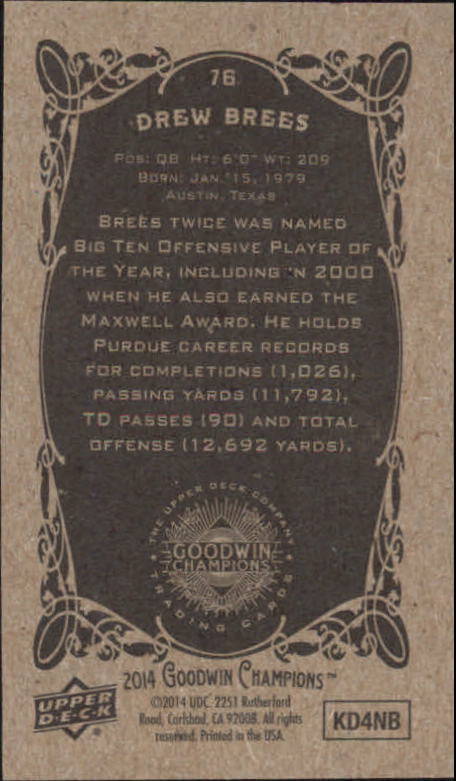 76
DREW BREES
POS: QB HT: 6'0" WT: 209
BORN: JAN. 15, 1979
AUSTIN, TEXAS
BREES TWICE WAS NAMED
BIG TEN OFFENSIVE PLAYER OF
THE YEAR, INCLUDING IN 2000
WHEN HE ALSO EARNED THE
MAXWELL AWARD. HE HOLDS
PURDUE CAREER RECORDS
FOR COMPLETIONS (1,026),
PASSING YARDS (11,792),
TD PASSES (90) AND TOTAL
OFFENSE (12,692 YARDS).
THE UPPER DECK COMPANY
GOODWIN
CHAMPIONS
TRADING CARDS
2014 GOODWIN CHAMPIONS™
UPPER
D·E·C·K
©2014 UDC. 2251 Rutherford
Road, Carlsbad, CA 92008. All rights
reserved. Printed in the USA.
KD4NB